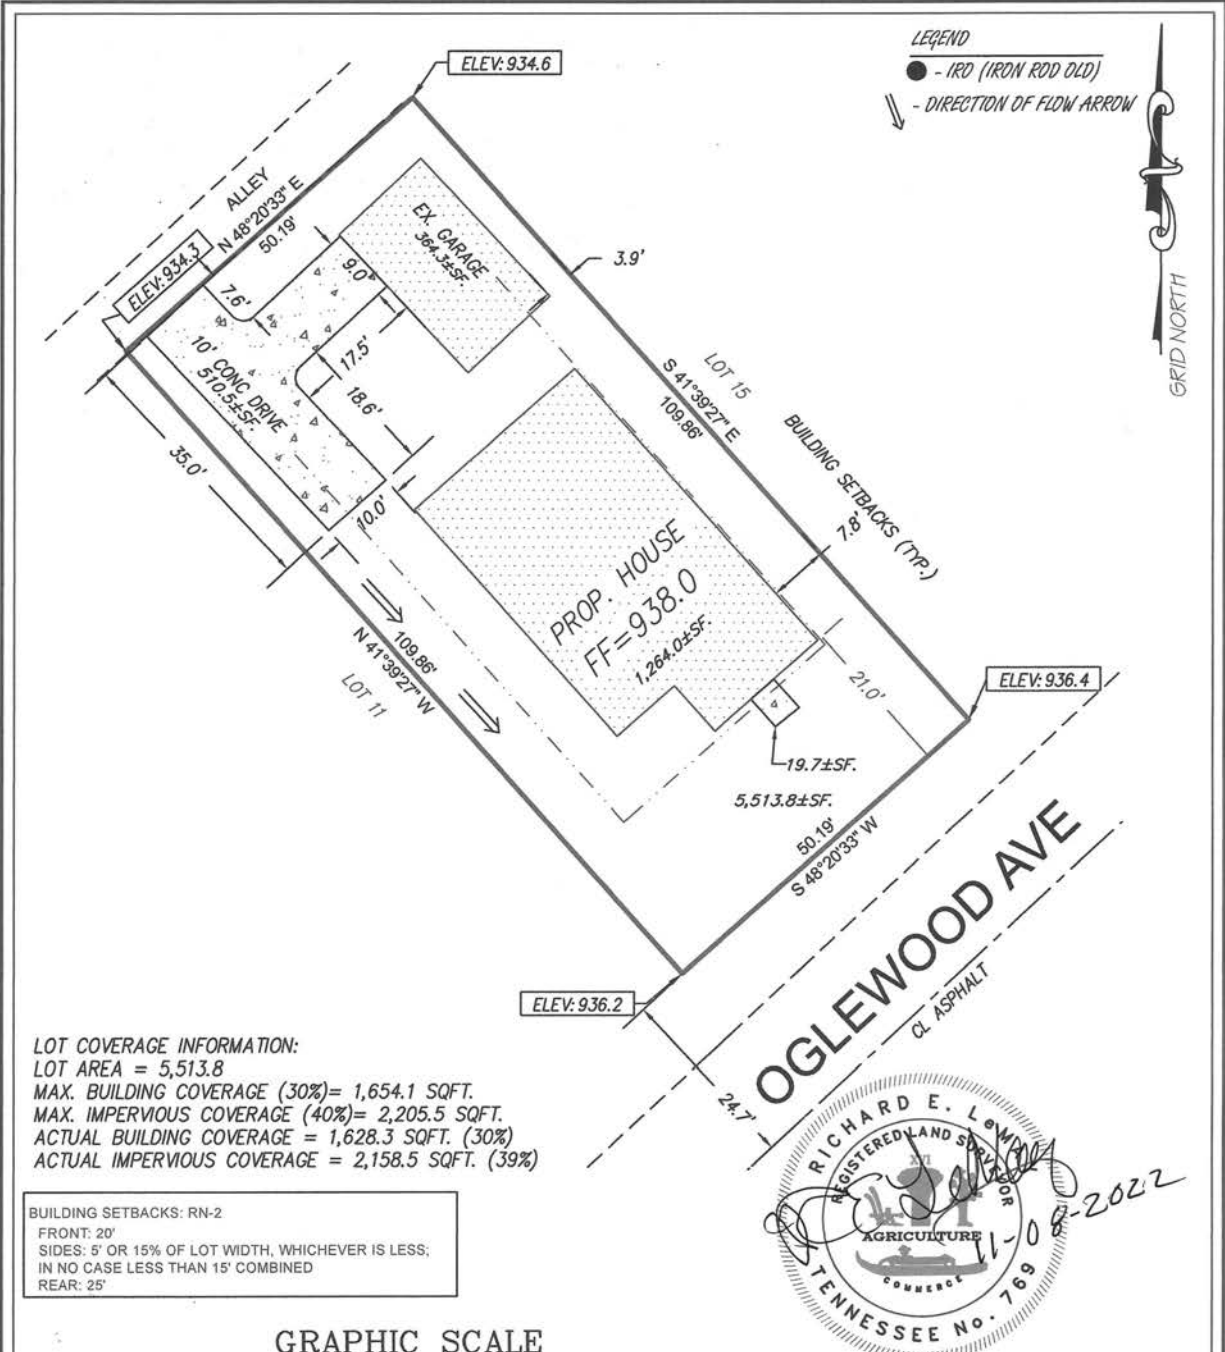 LEGEND
- IRO (IRON ROD OLD)
- DIRECTION OF FLOW ARROW
GRID NORTH
ELEV: 934.6
ALLEY
N 48°20'33" E
50.19'
ELEV: 934.3
EX. GARAGE
364.3±SF.
3.9'
9.0'
7.6'
10' CONC DRIVE
510.5±SF.
17.5'
18.6'
35.0'
10.0'
LOT 15
S 41°39'27" E
109.86'
BUILDING SETBACKS (TYP.)
7.8'
PROP. HOUSE
FF=938.0
1,264.0±SF.
109.86'
N 41°39'27" W
LOT 11
21.0'
ELEV: 936.4
19.7±SF.
5,513.8±SF.
50.19'
S 48°20'33" W
OGLEWOOD AVE
CL ASPHALT
ELEV: 936.2
24.7'
LOT COVERAGE INFORMATION:
LOT AREA = 5,513.8
MAX. BUILDING COVERAGE (30%)= 1,654.1 SQFT.
MAX. IMPERVIOUS COVERAGE (40%)= 2,205.5 SQFT.
ACTUAL BUILDING COVERAGE = 1,628.3 SQFT. (30%)
ACTUAL IMPERVIOUS COVERAGE = 2,158.5 SQFT. (39%)
BUILDING SETBACKS: RN-2
FRONT: 20'
SIDES: 5' OR 15% OF LOT WIDTH, WHICHEVER IS LESS;
IN NO CASE LESS THAN 15' COMBINED
REAR: 25'
RICHARD E.
REGISTERED LAND SURVEYOR
XVI
AGRICULTURE
COMMERCE
TENNESSEE No. 769
11-08-2022
GRAPHIC SCALE